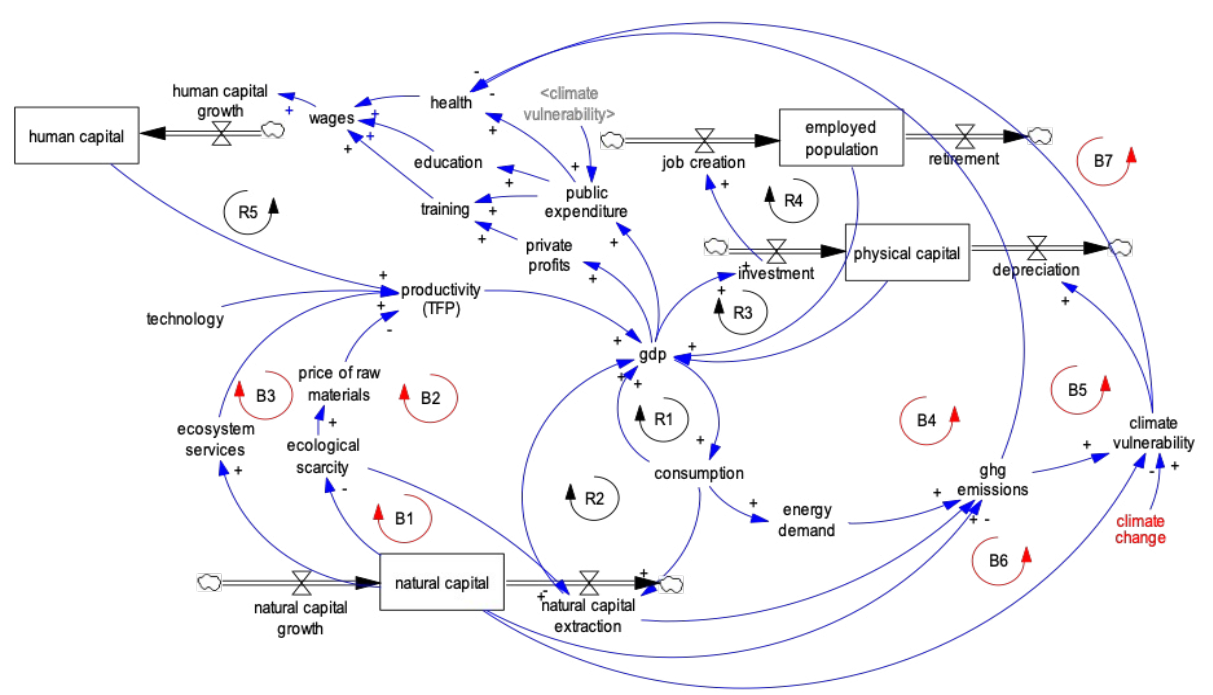 human capital
growth
human capital
wages
health
education
training
<climate
vulnerability>
public
expenditure
private
profits
job creation
employed
population
retirement
B7
R5
R4
investment
physical capital
depreciation
R3
productivity
(TFP)
technology
gdp
price of raw
materials
B3
B2
R1
B4
B5
ecosystem
services
ecological
scarcity
consumption
climate
vulnerability
ghg
emissions
R2
B1
energy
demand
climate
change
B6
natural capital
natural capital
growth
natural capital
extraction